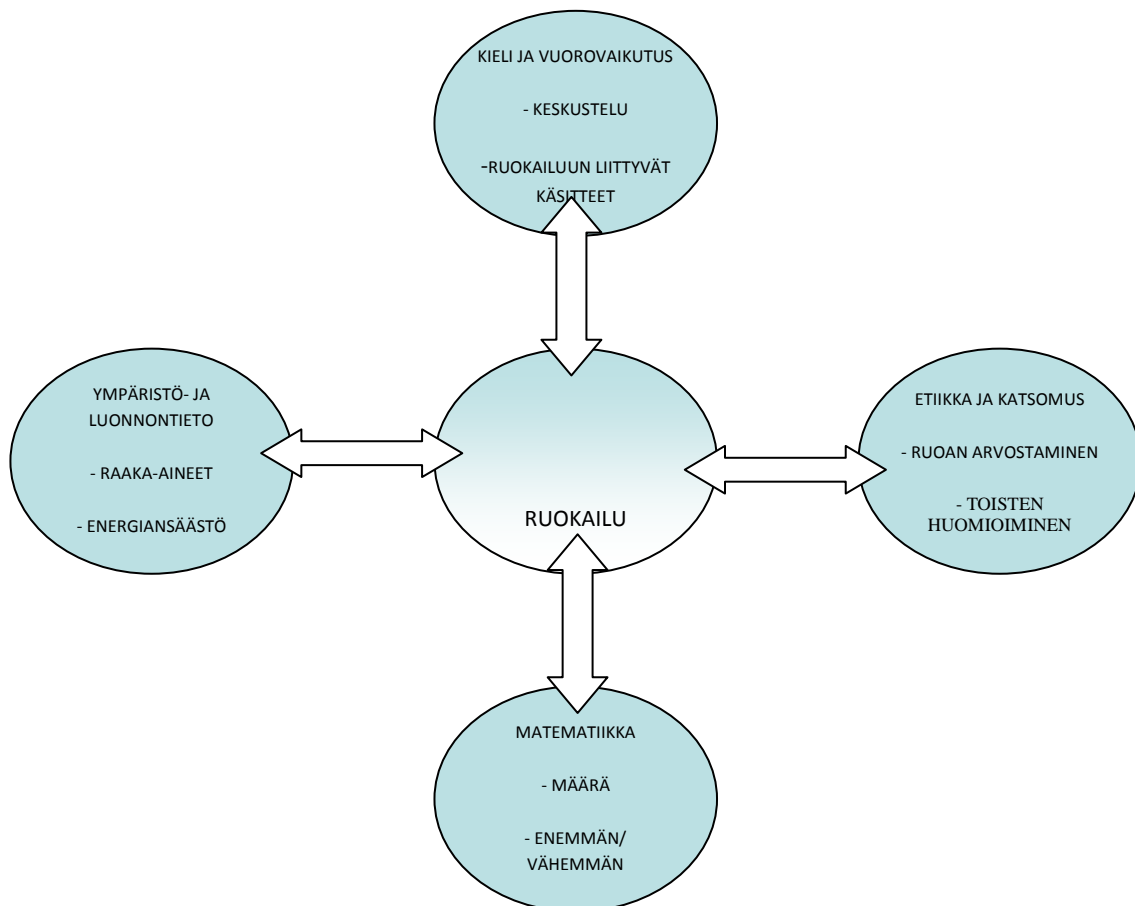 KIELI JA VUOROVAIKUTUS
- KESKUSTELU
-RUOKAILUUN LIITTYVÄT
KÄSITTEET
YMPÄRISTÖ- JA
LUONNONTIETO
- RAAKA-AINEET
- ENERGIANSÄÄSTÖ
RUOKAILU
ETIIKKA JA KATSOMUS
- RUOAN ARVOSTAMINEN
- TOISTEN
HUOMIOIMINEN
MATEMATIIKKA
- MÄÄRÄ
- ENEMMÄN/
VÄHEMMÄN